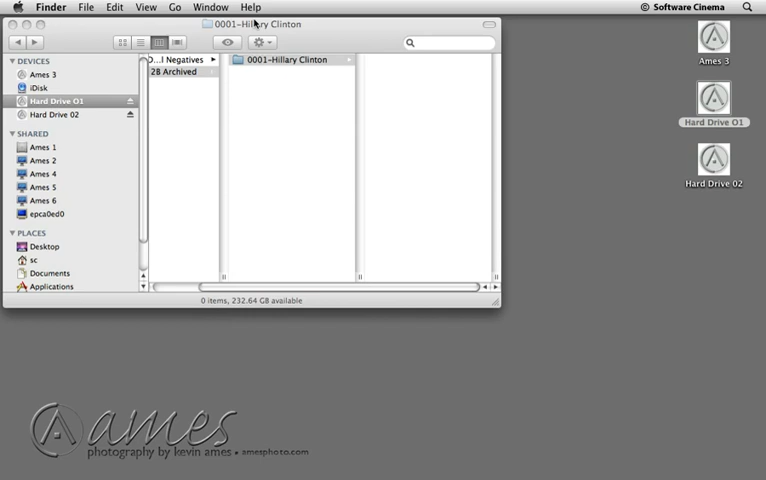 Finder File Edit View Go Window Help © Software Cinema
0001-Hillary Clinton
DEVICES
Ames 3
iDisk
Hard Drive O1
Hard Drive 02
SHARED
Ames 1
Ames 2
Ames 4
Ames 5
Ames 6
epca0ed0
PLACES
Desktop
sc
Documents
Applications
D...l Negatives
2B Archived
0001-Hillary Clinton
0 items, 232.64 GB available
Ames 3
Hard Drive O1
Hard Drive 02
ames
photography by kevin ames • amesphoto.com